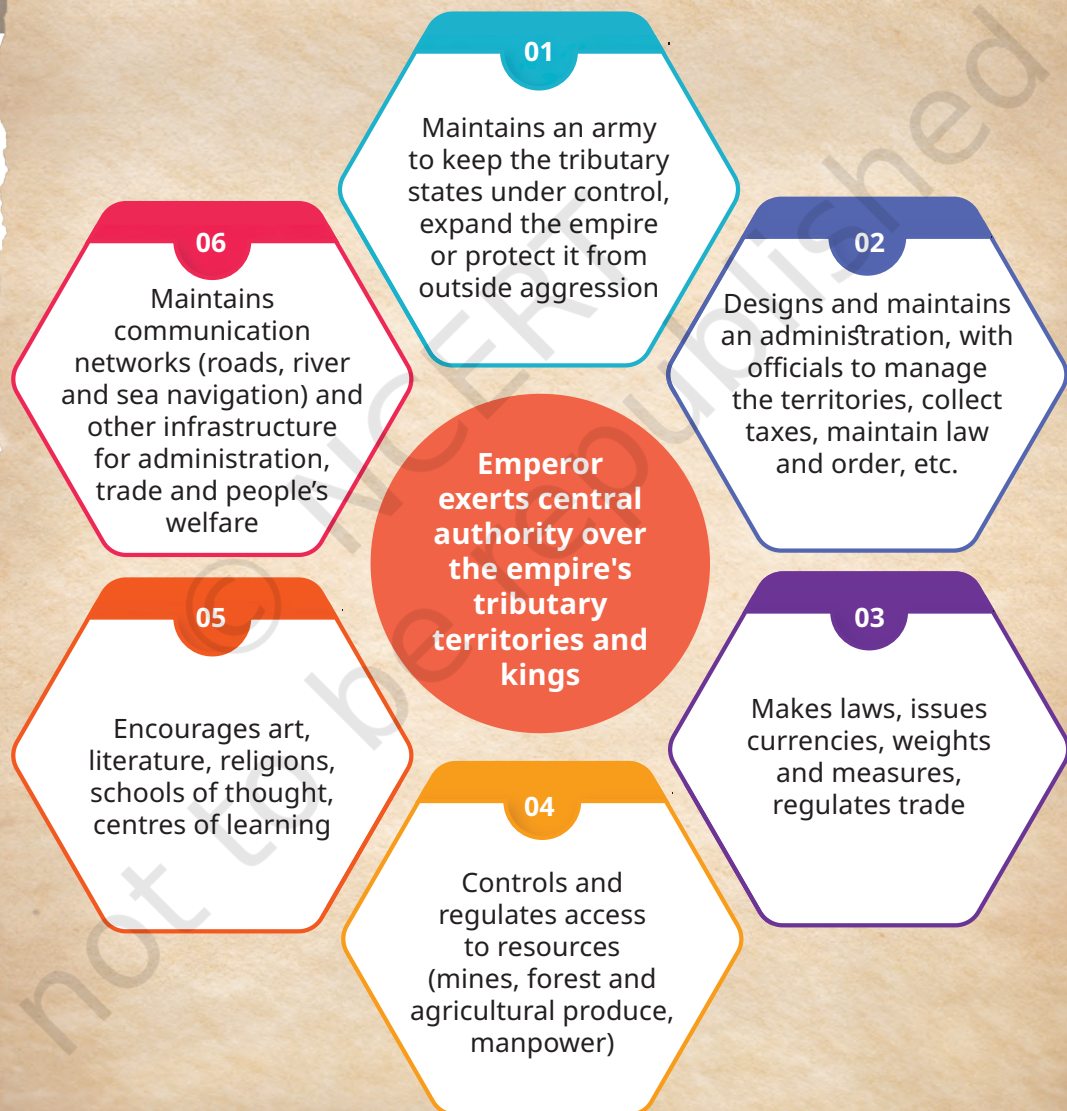 01
Maintains an army
to keep the tributary
states under control,
expand the empire
or protect it from
outside aggression
02
Designs and maintains
an administration, with
officials to manage
the territories, collect
taxes, maintain law
and order, etc.
03
Makes laws, issues
currencies, weights
and measures,
regulates trade
04
Controls and
regulates access
to resources
(mines, forest and
agricultural produce,
manpower)
05
Encourages art,
literature, religions,
schools of thought,
centres of learning
06
Maintains
communication
networks (roads, river
and sea navigation) and
other infrastructure
for administration,
trade and people’s
welfare
Emperor
exerts central
authority over
the empire's
tributary
territories and
kings
© NCERT
not to be republished